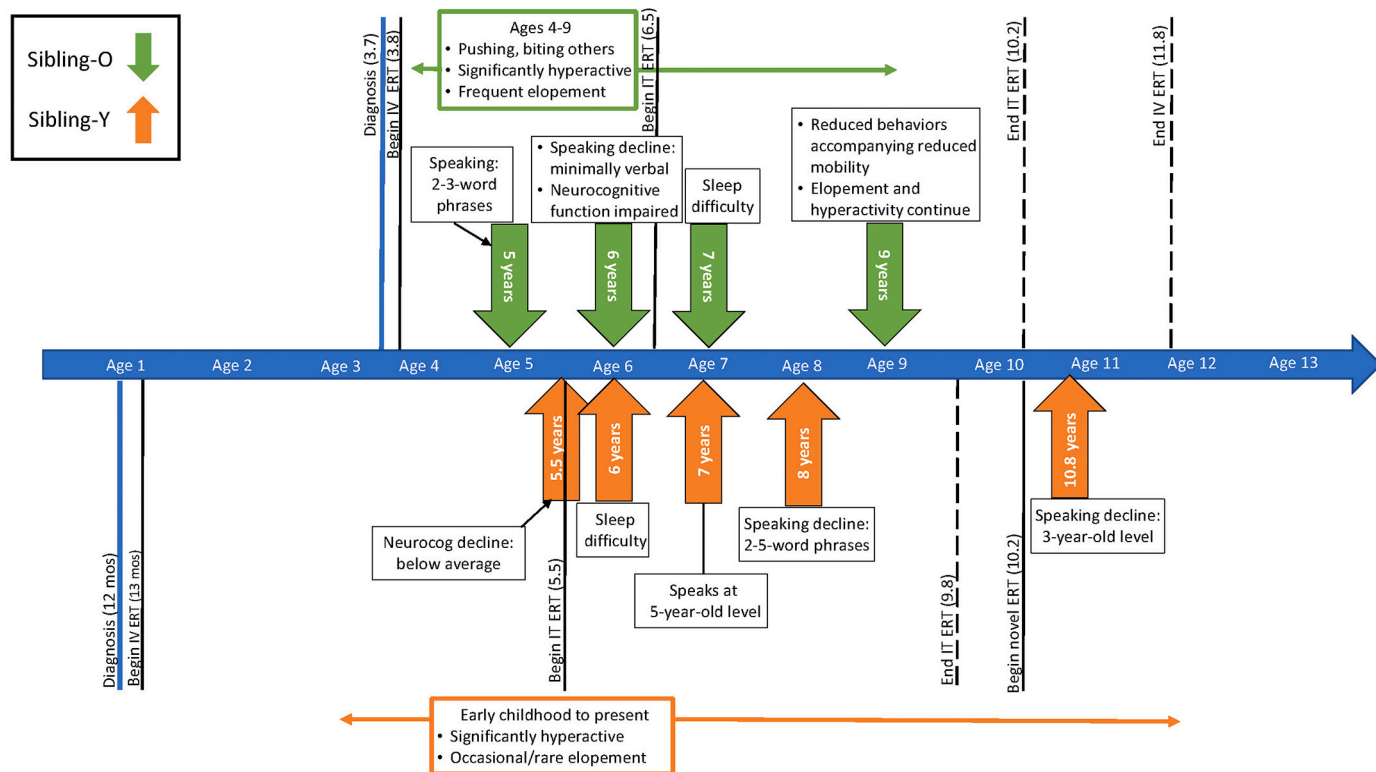 Sibling-O
Sibling-Y
Diagnosis (3.7)
Begin IV ERT (3.8)
Ages 4-9
• Pushing, biting others
• Significantly hyperactive
• Frequent elopement
Begin IT ERT (6.5)
End IT ERT (10.2)
End IV ERT (11.8)
Speaking:
2-3-word
phrases
• Speaking decline:
minimally verbal
• Neurocognitive
function impaired
Sleep
difficulty
• Reduced behaviors
accompanying reduced
mobility
• Elopement and
hyperactivity continue
5 years
6 years
7 years
9 years
Age 1
Age 2
Age 3
Age 4
Age 5
Age 6
Age 7
Age 8
Age 9
Age 10
Age 11
Age 12
Age 13
5.5 years
6 years
7 years
8 years
10.8 years
Diagnosis (12 mos)
Begin IV ERT (13 mos)
Neurocog decline:
below average
Begin IT ERT (5.5)
Sleep
difficulty
Speaks at
5-year-old level
Speaking decline:
2-5-word phrases
End IT ERT (9.8)
Begin novel ERT (10.2)
Speaking decline:
3-year-old level
Early childhood to present
• Significantly hyperactive
• Occasional/rare elopement